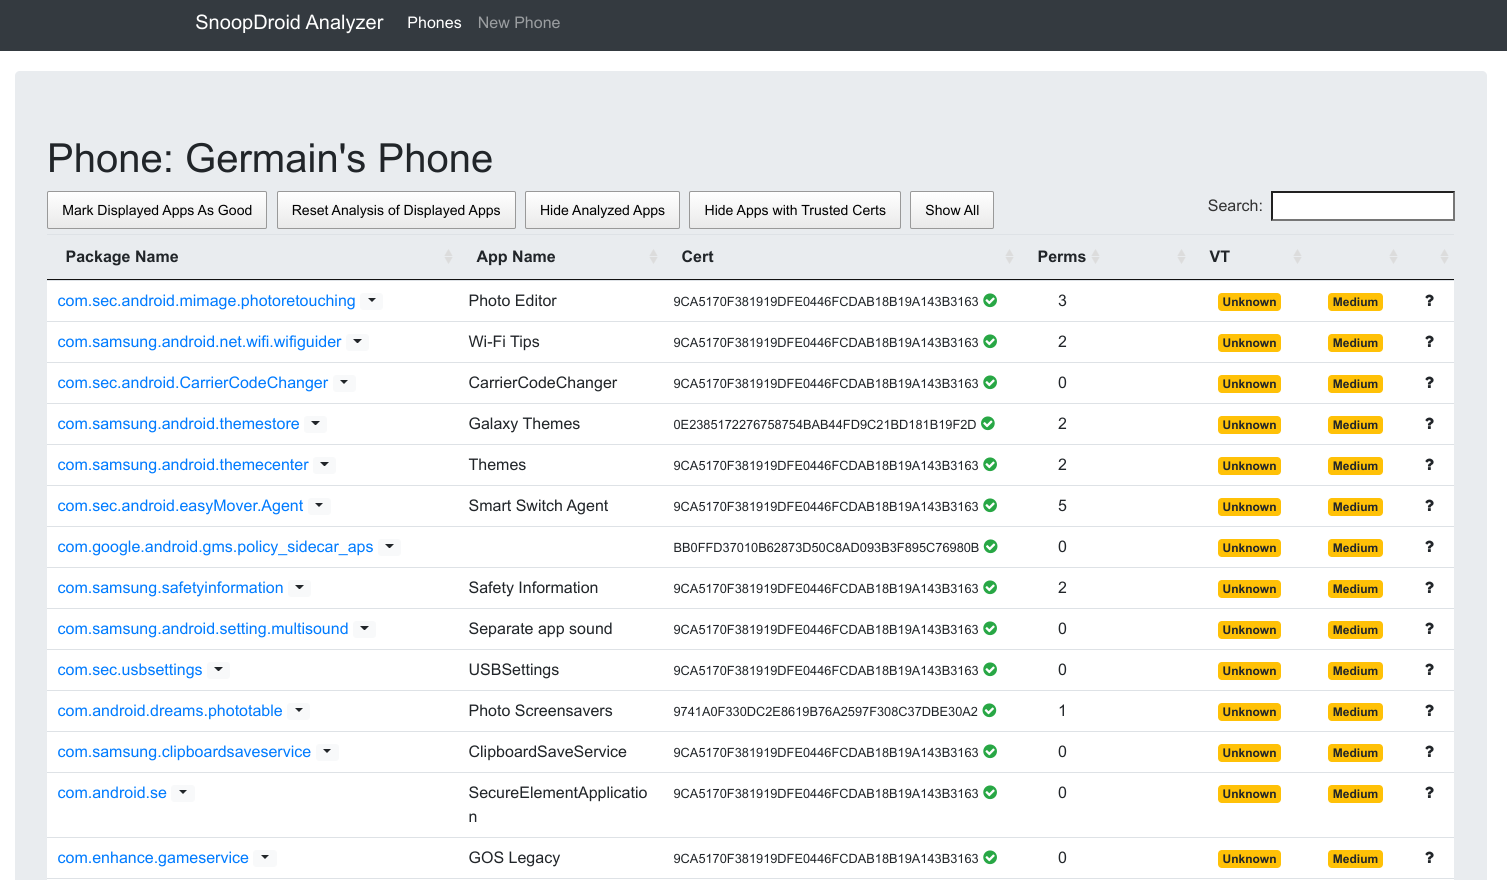 SnoopDroid Analyzer Phones New Phone
Phone: Germain's Phone
Mark Displayed Apps As Good Reset Analysis of Displayed Apps Hide Analyzed Apps Hide Apps with Trusted Certs Show All Search:
Package Name App Name Cert Perms VT
com.sec.android.mimage.photoretouching Photo Editor 9CA5170F381919DFE0446FCDAB18B19A143B3163 3 Unknown Medium ?
com.samsung.android.net.wifi.wifiguider Wi-Fi Tips 9CA5170F381919DFE0446FCDAB18B19A143B3163 2 Unknown Medium ?
com.sec.android.CarrierCodeChanger CarrierCodeChanger 9CA5170F381919DFE0446FCDAB18B19A143B3163 0 Unknown Medium ?
com.samsung.android.themestore Galaxy Themes 0E2385172276758754BAB44FD9C21BD181B19F2D 2 Unknown Medium ?
com.samsung.android.themecenter Themes 9CA5170F381919DFE0446FCDAB18B19A143B3163 2 Unknown Medium ?
com.sec.android.easyMover.Agent Smart Switch Agent 9CA5170F381919DFE0446FCDAB18B19A143B3163 5 Unknown Medium ?
com.google.android.gms.policy_sidecar_aps BB0FFD37010B62873D50C8AD093B3F895C76980B 0 Unknown Medium ?
com.samsung.safetyinformation Safety Information 9CA5170F381919DFE0446FCDAB18B19A143B3163 2 Unknown Medium ?
com.samsung.android.setting.multisound Separate app sound 9CA5170F381919DFE0446FCDAB18B19A143B3163 0 Unknown Medium ?
com.sec.usbsettings USBSettings 9CA5170F381919DFE0446FCDAB18B19A143B3163 0 Unknown Medium ?
com.android.dreams.phototable Photo Screensavers 9741A0F330DC2E8619B76A2597F308C37DBE30A2 1 Unknown Medium ?
com.samsung.clipboardsaveservice ClipboardSaveService 9CA5170F381919DFE0446FCDAB18B19A143B3163 0 Unknown Medium ?
com.android.se SecureElementApplicatio 9CA5170F381919DFE0446FCDAB18B19A143B3163 0 Unknown Medium ?
n
com.enhance.gameservice GOS Legacy 9CA5170F381919DFE0446FCDAB18B19A143B3163 0 Unknown Medium ?